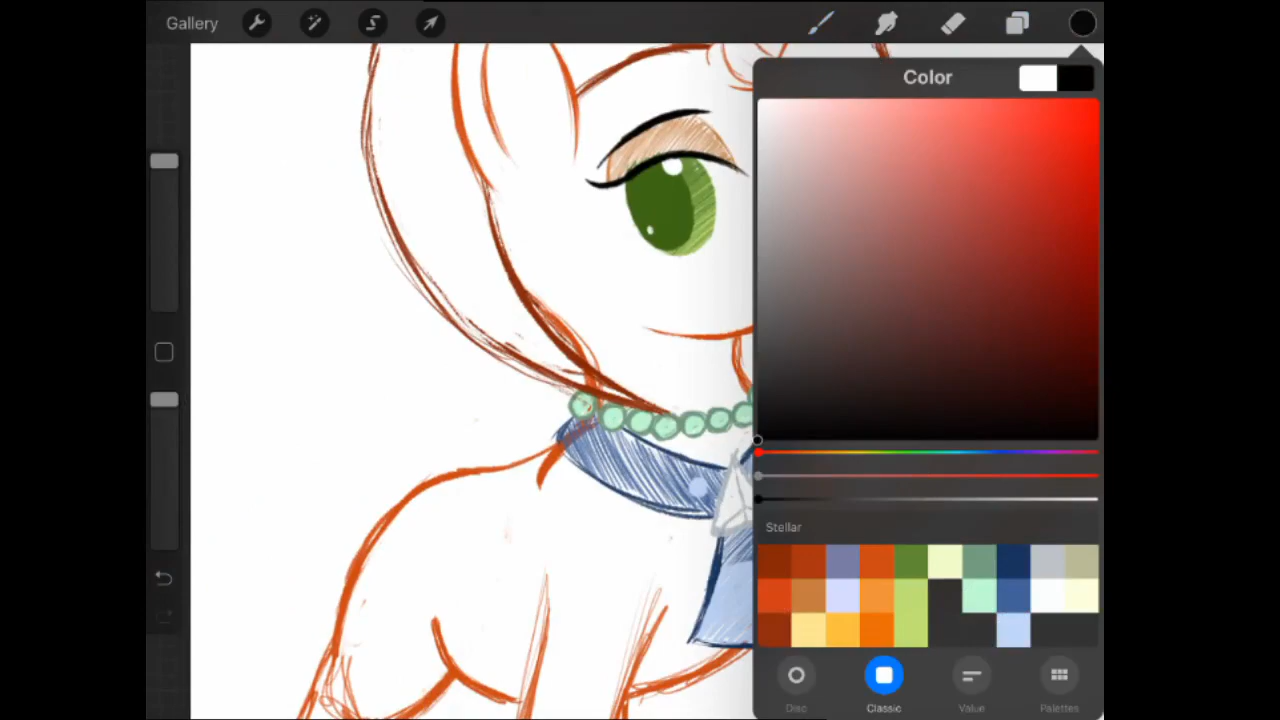 Gallery
Color
Stellar
Disc
Classic
Value
Palettes